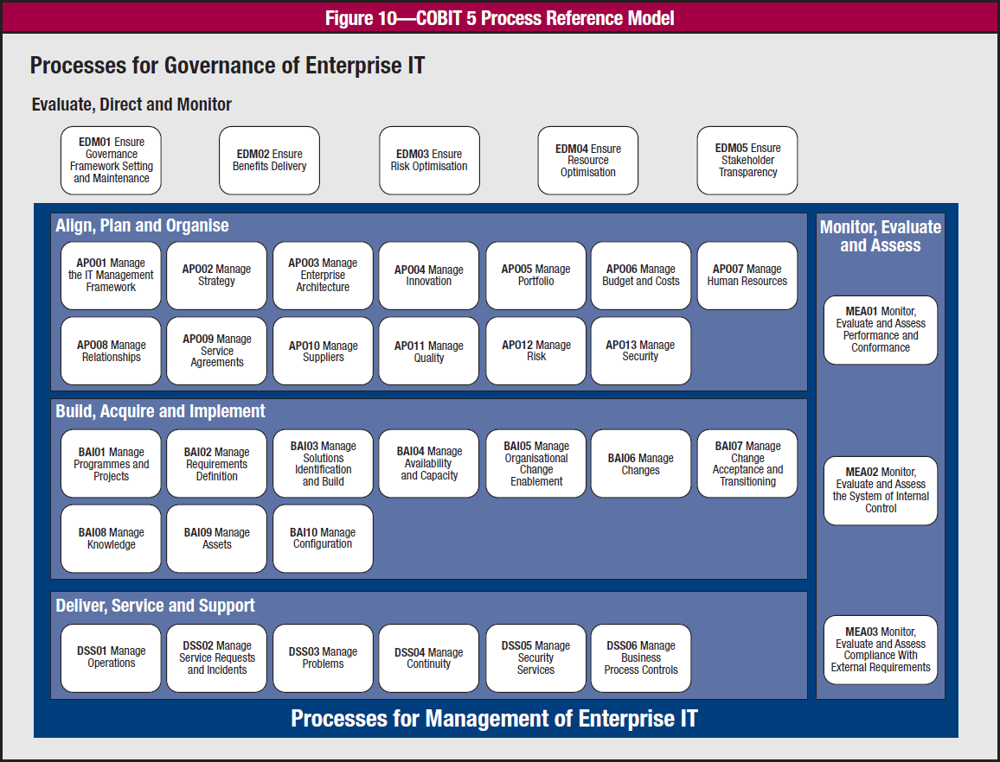 Figure 10—COBIT 5 Process Reference Model
Processes for Governance of Enterprise IT
Evaluate, Direct and Monitor
EDM01 Ensure
Governance
Framework Setting
and Maintenance
EDM02 Ensure
Benefits Delivery
EDM03 Ensure
Risk Optimisation
EDM04 Ensure
Resource
Optimisation
EDM05 Ensure
Stakeholder
Transparency
Align, Plan and Organise
APO01 Manage
the IT Management
Framework
APO02 Manage
Strategy
APO03 Manage
Enterprise
Architecture
APO04 Manage
Innovation
APO05 Manage
Portfolio
APO06 Manage
Budget and Costs
APO07 Manage
Human Resources
APO08 Manage
Relationships
APO09 Manage
Service
Agreements
APO10 Manage
Suppliers
APO11 Manage
Quality
APO12 Manage
Risk
APO13 Manage
Security
Build, Acquire and Implement
BAI01 Manage
Programmes and
Projects
BAI02 Manage
Requirements
Definition
BAI03 Manage
Solutions
Identification
and Build
BAI04 Manage
Availability
and Capacity
BAI05 Manage
Organisational
Change
Enablement
BAI06 Manage
Changes
BAI07 Manage
Change
Acceptance and
Transitioning
BAI08 Manage
Knowledge
BAI09 Manage
Assets
BAI10 Manage
Configuration
Deliver, Service and Support
DSS01 Manage
Operations
DSS02 Manage
Service Requests
and Incidents
DSS03 Manage
Problems
DSS04 Manage
Continuity
DSS05 Manage
Security
Services
DSS06 Manage
Business
Process Controls
Monitor, Evaluate
and Assess
MEA01 Monitor,
Evaluate and Assess
Performance and
Conformance
MEA02 Monitor,
Evaluate and Assess
the System of Internal
Control
MEA03 Monitor,
Evaluate and Assess
Compliance With
External Requirements
Processes for Management of Enterprise IT